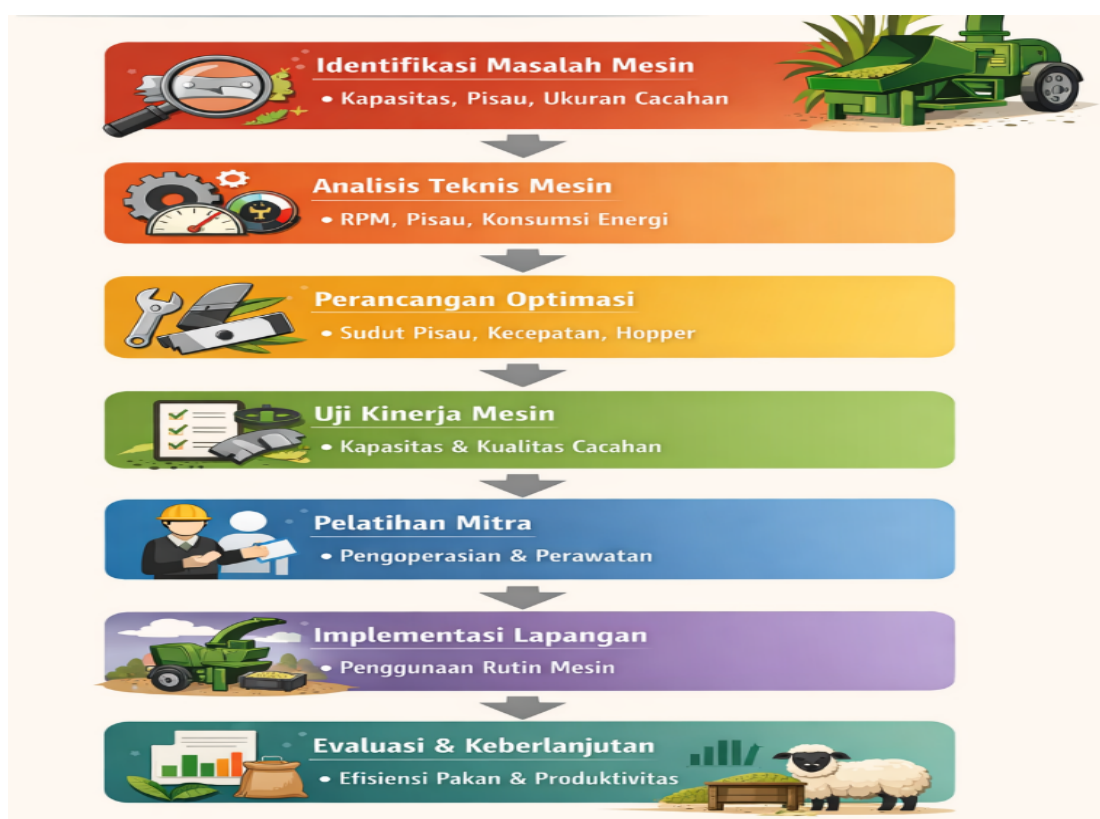 Identifikasi Masalah Mesin
• Kapasitas, Pisau, Ukuran Cacahan
Analisis Teknis Mesin
• RPM, Pisau, Konsumsi Energi
Perancangan Optimasi
• Sudut Pisau, Kecepatan, Hopper
Uji Kinerja Mesin
• Kapasitas & Kualitas Cacahan
Pelatihan Mitra
• Pengoperasian & Perawatan
Implementasi Lapangan
• Penggunaan Rutin Mesin
Evaluasi & Keberlanjutan
• Efisiensi Pakan & Produktivitas